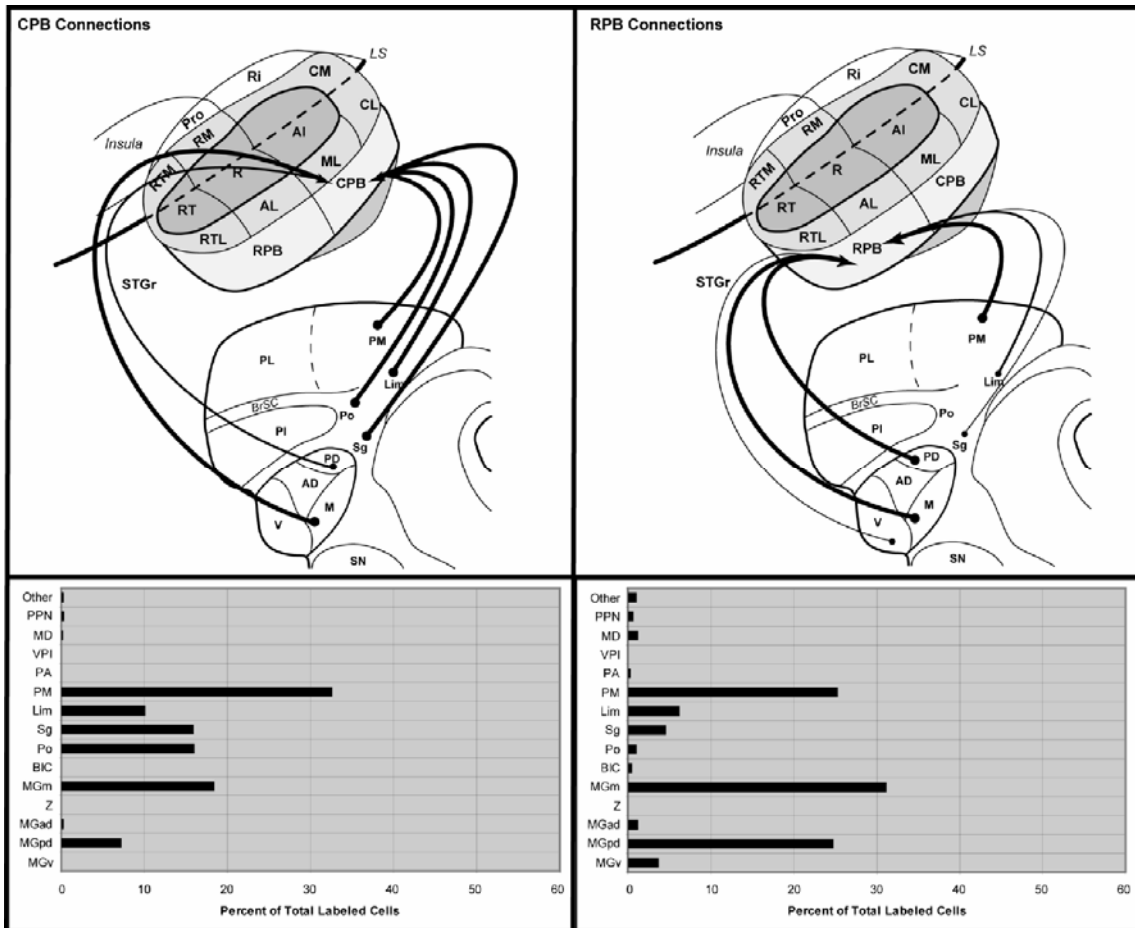 CPB Connections
LS
Ri
CM
Pro
CL
RM
AI
Insula
ML
RTM
R
CPB
RT
AL
RTL
RPB
STGr
PM
PL
Lim
BrSC
Po
PI
Sg
PD
AD
M
V
SN
RPB Connections
LS
Ri
CM
Pro
CL
RM
AI
Insula
ML
RTM
R
CPB
RT
AL
RTL
RPB
STGr
PM
PL
Lim
BrSC
Po
PI
Sg
PD
AD
M
V
SN
Other
PPN
MD
VPI
PA
PM
Lim
Sg
Po
BIC
MGm
Z
MGad
MGpd
MGv
0 10 20 30 40 50 60
Percent of Total Labeled Cells
Other
PPN
MD
VPI
PA
PM
Lim
Sg
Po
BIC
MGm
Z
MGad
MGpd
MGv
0 10 20 30 40 50 60
Percent of Total Labeled Cells